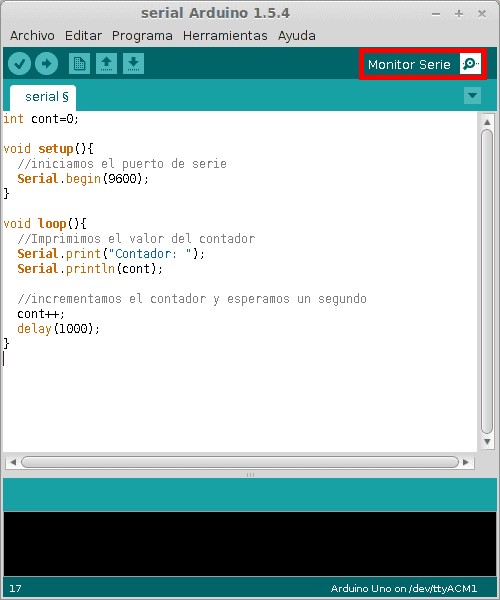 serial Arduino 1.5.4
Archivo Editar Programa Herramientas Ayuda
Monitor Serie
serial §
int cont=0;
void setup(){
//iniciamos el puerto de serie
Serial.begin(9600);
}
void loop(){
//Imprimimos el valor del contador
Serial.print("Contador: ");
Serial.println(cont);
//incrementamos el contador y esperamos un segundo
cont++;
delay(1000);
}
17
Arduino Uno on /dev/ttyACM1